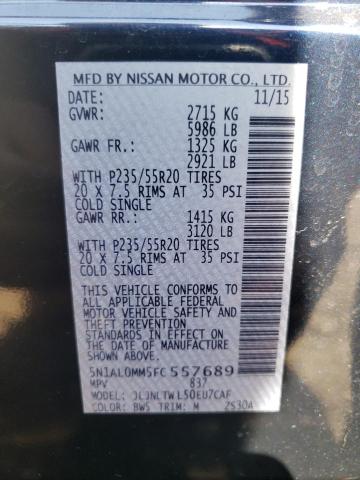 MFD BY NISSAN MOTOR CO., LTD.
DATE: 11/15
GVWR: 2715 KG
5986 LB
GAWR FR.: 1325 KG
2921 LB
WITH P235/55R20 TIRES
20 X 7.5 RIMS AT 35 PSI
COLD SINGLE
GAWR RR.: 1415 KG
3120 LB
WITH P235/55R20 TIRES
20 X 7.5 RIMS AT 35 PSI
COLD SINGLE
THIS VEHICLE CONFORMS TO
ALL APPLICABLE FEDERAL
MOTOR VEHICLE SAFETY AND
THEFT PREVENTION
STANDARDS IN EFFECT ON
THE DATE OF MANUFACTURE
SHOWN ABOVE.
5N1AL0MM5FC557689
MPV 837
COLOR: BW5 TRIM: M